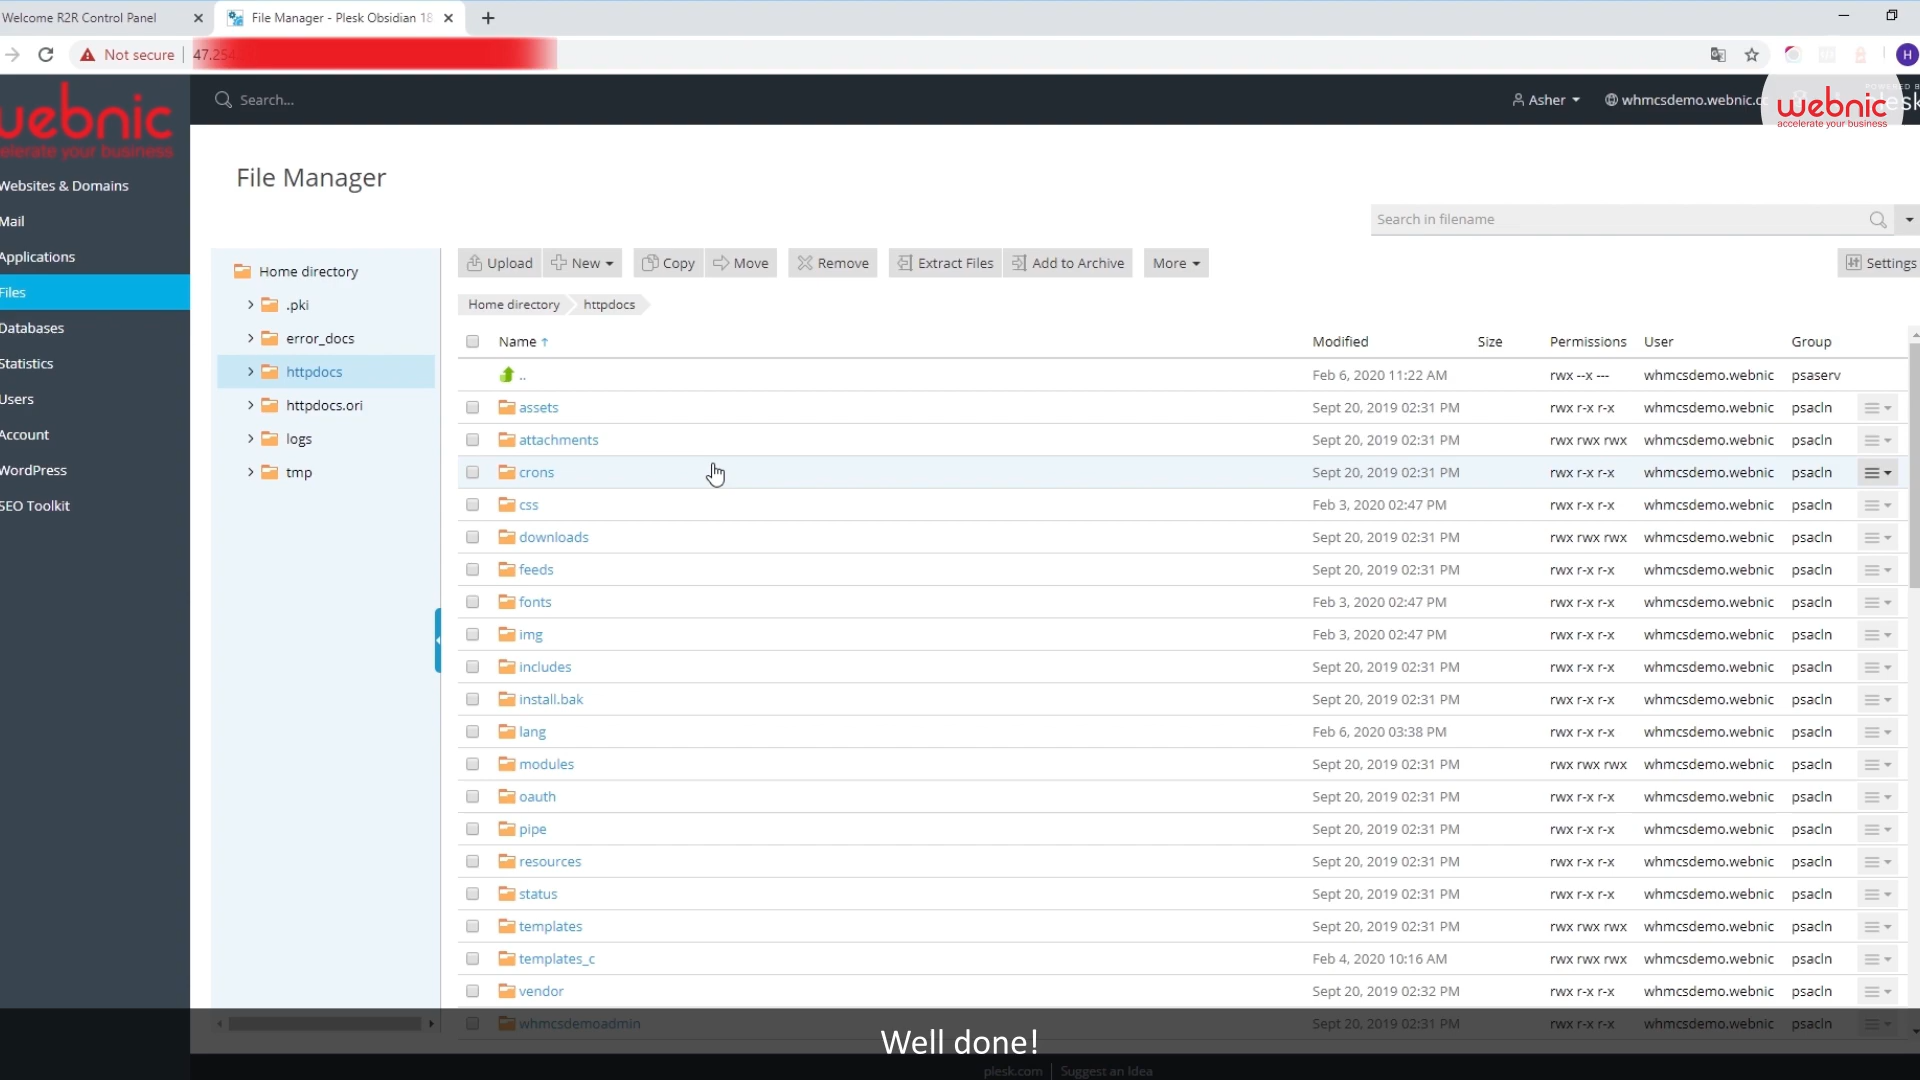 Welcome R2R Control Panel
File Manager - Plesk Obsidian 18
Not secure
47.254.
H
webnic
accelerate your business
Search...
Asher
whmcsdemo.webnic.cc
webnic
accelerate your business
Websites & Domains
Mail
Applications
Files
Databases
Statistics
Users
Account
WordPress
SEO Toolkit
File Manager
Search in filename
Home directory
.pki
error_docs
httpdocs
httpdocs.ori
logs
tmp
Upload New Copy Move Remove Extract Files Add to Archive More Settings
Home directory httpdocs
Name ↑ Modified Size Permissions User Group
.. Feb 6, 2020 11:22 AM rwx --x --- whmcsdemo.webnic psaserv
assets Sept 20, 2019 02:31 PM rwx r-x r-x whmcsdemo.webnic psacln
attachments Sept 20, 2019 02:31 PM rwx rwx rwx whmcsdemo.webnic psacln
crons Sept 20, 2019 02:31 PM rwx r-x r-x whmcsdemo.webnic psacln
css Feb 3, 2020 02:47 PM rwx r-x r-x whmcsdemo.webnic psacln
downloads Sept 20, 2019 02:31 PM rwx rwx rwx whmcsdemo.webnic psacln
feeds Sept 20, 2019 02:31 PM rwx r-x r-x whmcsdemo.webnic psacln
fonts Feb 3, 2020 02:47 PM rwx r-x r-x whmcsdemo.webnic psacln
img Feb 3, 2020 02:47 PM rwx r-x r-x whmcsdemo.webnic psacln
includes Sept 20, 2019 02:31 PM rwx r-x r-x whmcsdemo.webnic psacln
install.bak Sept 20, 2019 02:31 PM rwx r-x r-x whmcsdemo.webnic psacln
lang Feb 6, 2020 03:38 PM rwx r-x r-x whmcsdemo.webnic psacln
modules Sept 20, 2019 02:31 PM rwx rwx rwx whmcsdemo.webnic psacln
oauth Sept 20, 2019 02:31 PM rwx r-x r-x whmcsdemo.webnic psacln
pipe Sept 20, 2019 02:31 PM rwx r-x r-x whmcsdemo.webnic psacln
resources Sept 20, 2019 02:31 PM rwx r-x r-x whmcsdemo.webnic psacln
status Sept 20, 2019 02:31 PM rwx r-x r-x whmcsdemo.webnic psacln
templates Sept 20, 2019 02:31 PM rwx rwx rwx whmcsdemo.webnic psacln
templates_c Feb 4, 2020 10:16 AM rwx rwx rwx whmcsdemo.webnic psacln
vendor Sept 20, 2019 02:32 PM rwx r-x r-x whmcsdemo.webnic psacln
whmcsdemoadmin Sept 20, 2019 02:31 PM rwx r-x r-x whmcsdemo.webnic psacln
Well done!
plesk.com Suggest an Idea